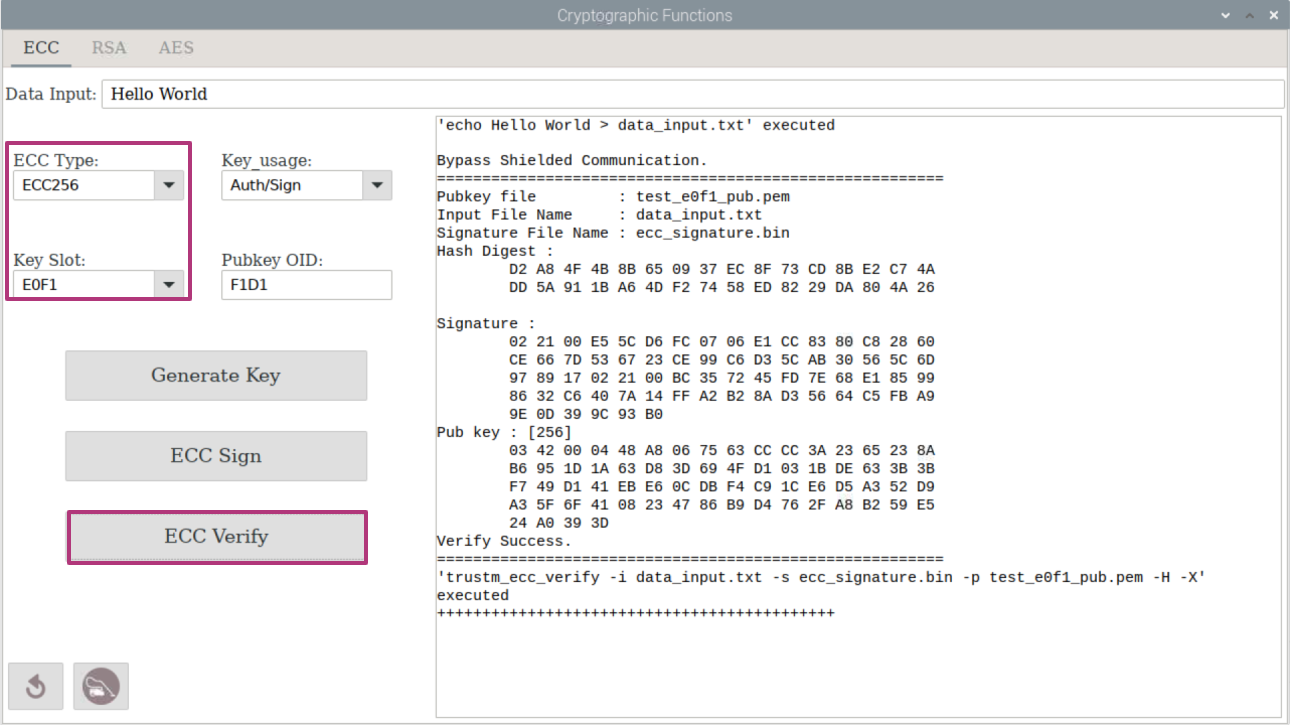 Cryptographic Functions
ECC RSA AES
Data Input: Hello World
ECC Type: Key_usage:
ECC256 Auth/Sign
Key Slot: Pubkey OID:
E0F1 F1D1
Generate Key
ECC Sign
ECC Verify
'echo Hello World > data_input.txt' executed
Bypass Shielded Communication.
========================================================
Pubkey file : test_e0f1_pub.pem
Input File Name : data_input.txt
Signature File Name : ecc_signature.bin
Hash Digest :
D2 A8 4F 4B 8B 65 09 37 EC 8F 73 CD 8B E2 C7 4A
DD 5A 91 1B A6 4D F2 74 58 ED 82 29 DA 80 4A 26
Signature :
02 21 00 E5 5C D6 FC 07 06 E1 CC 83 80 C8 28 60
CE 66 7D 53 67 23 CE 99 C6 D3 5C AB 30 56 5C 6D
97 89 17 02 21 00 BC 35 72 45 FD 7E 68 E1 85 99
86 32 C6 40 7A 14 FF A2 B2 8A D3 56 64 C5 FB A9
9E 0D 39 9C 93 B0
Pub key : [256]
03 42 00 04 48 A8 06 75 63 CC CC 3A 23 65 23 8A
B6 95 1D 1A 63 D8 3D 69 4F D1 03 1B DE 63 3B 3B
F7 49 D1 41 EB E6 0C DB F4 C9 1C E6 D5 A3 52 D9
A3 5F 6F 41 08 23 47 86 B9 D4 76 2F A8 B2 59 E5
24 A0 39 3D
Verify Success.
========================================================
'trustm_ecc_verify -i data_input.txt -s ecc_signature.bin -p test_e0f1_pub.pem -H -X'
executed
++++++++++++++++++++++++++++++++++++++++++++